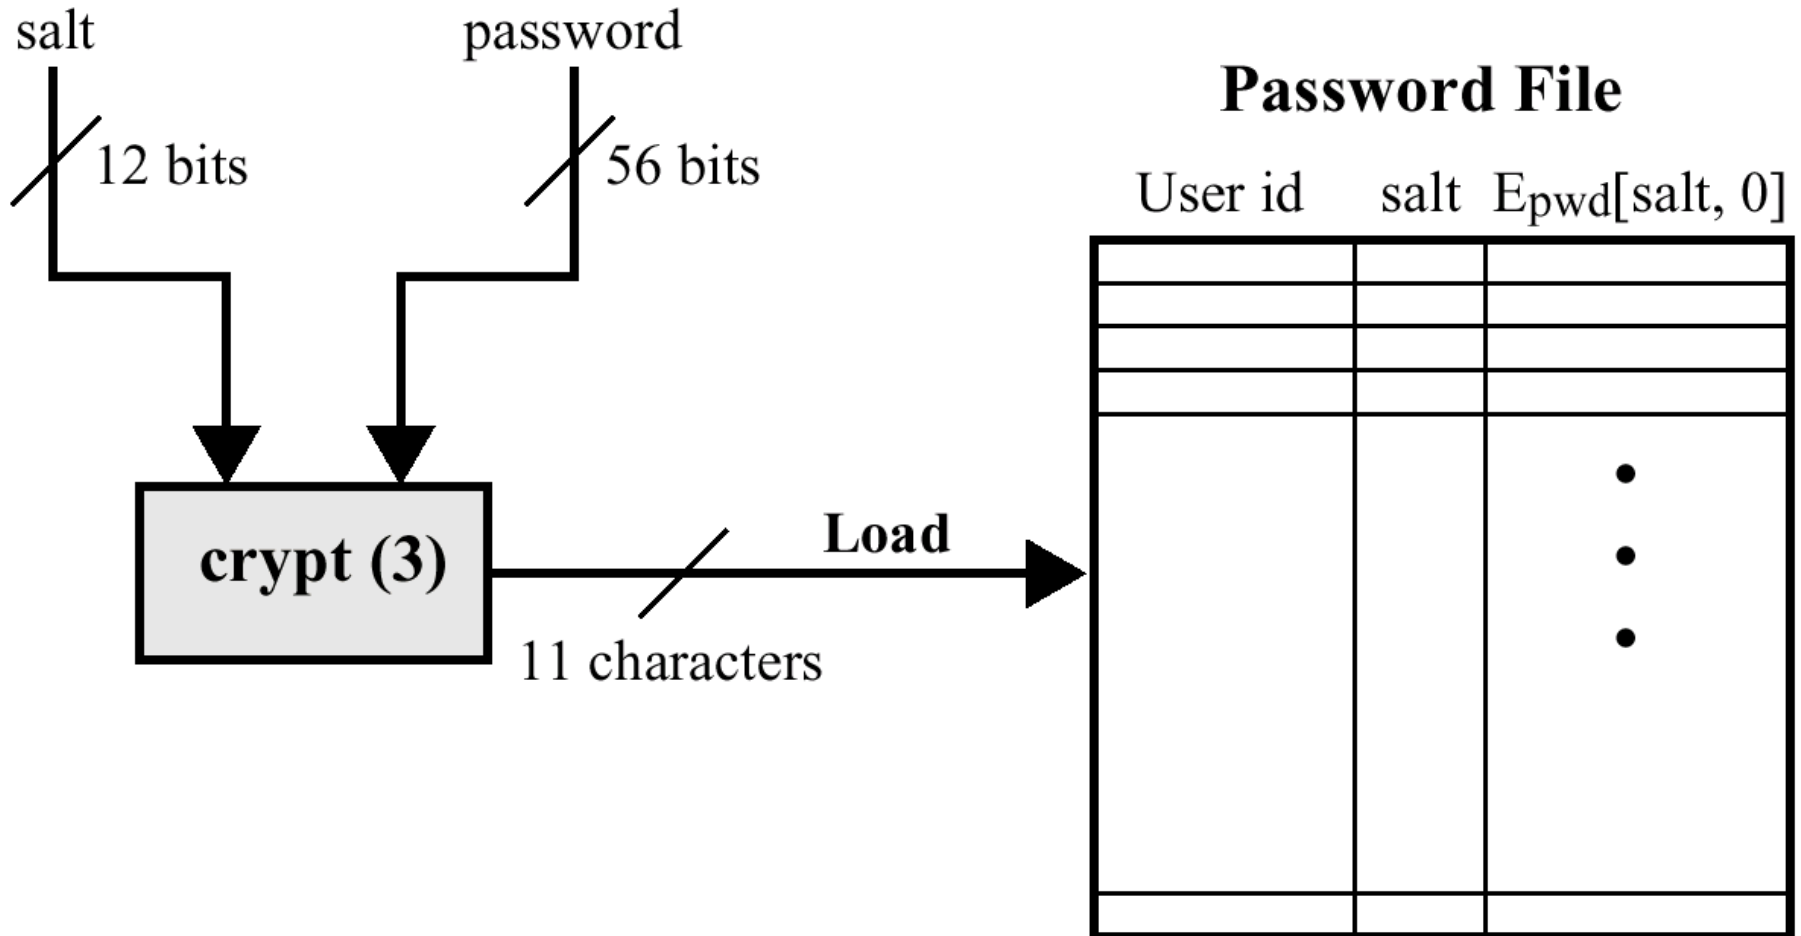 salt
password
12 bits
56 bits
crypt (3)
Load
11 characters
Password File
User id salt Epwd[salt, 0]